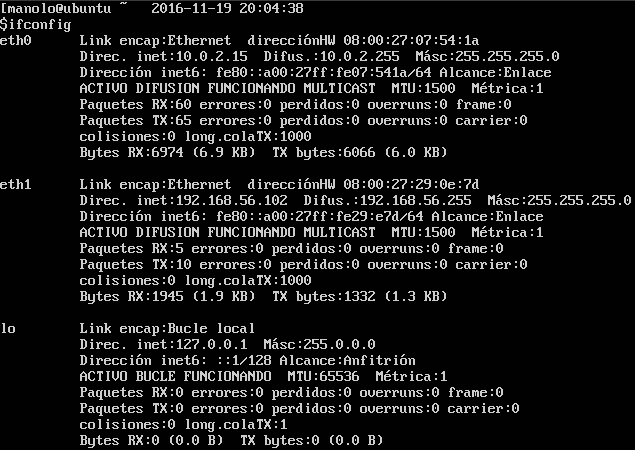 [manolo@ubuntu ~   2016-11-19 20:04:38
$ifconfig
eth0      Link encap:Ethernet  direcciónHW 08:00:27:07:54:1a
          Direc. inet:10.0.2.15  Difus.:10.0.2.255  Másc:255.255.255.0
          Dirección inet6: fe80::a00:27ff:fe07:541a/64 Alcance:Enlace
          ACTIVO DIFUSION FUNCIONANDO MULTICAST  MTU:1500  Métrica:1
          Paquetes RX:60 errores:0 perdidos:0 overruns:0 frame:0
          Paquetes TX:65 errores:0 perdidos:0 overruns:0 carrier:0
          colisiones:0 long.colaTX:1000
          Bytes RX:6974 (6.9 KB)  TX bytes:6066 (6.0 KB)
eth1      Link encap:Ethernet  direcciónHW 08:00:27:29:0e:7d
          Direc. inet:192.168.56.102  Difus.:192.168.56.255  Másc:255.255.255.0
          Dirección inet6: fe80::a00:27ff:fe29:e7d/64 Alcance:Enlace
          ACTIVO DIFUSION FUNCIONANDO MULTICAST  MTU:1500  Métrica:1
          Paquetes RX:5 errores:0 perdidos:0 overruns:0 frame:0
          Paquetes TX:10 errores:0 perdidos:0 overruns:0 carrier:0
          colisiones:0 long.colaTX:1000
          Bytes RX:1945 (1.9 KB)  TX bytes:1332 (1.3 KB)
lo        Link encap:Bucle local
          Direc. inet:127.0.0.1  Másc:255.0.0.0
          Dirección inet6: ::1/128 Alcance:Anfitrión
          ACTIVO BUCLE FUNCIONANDO  MTU:65536  Métrica:1
          Paquetes RX:0 errores:0 perdidos:0 overruns:0 frame:0
          Paquetes TX:0 errores:0 perdidos:0 overruns:0 carrier:0
          colisiones:0 long.colaTX:1
          Bytes RX:0 (0.0 B)  TX bytes:0 (0.0 B)